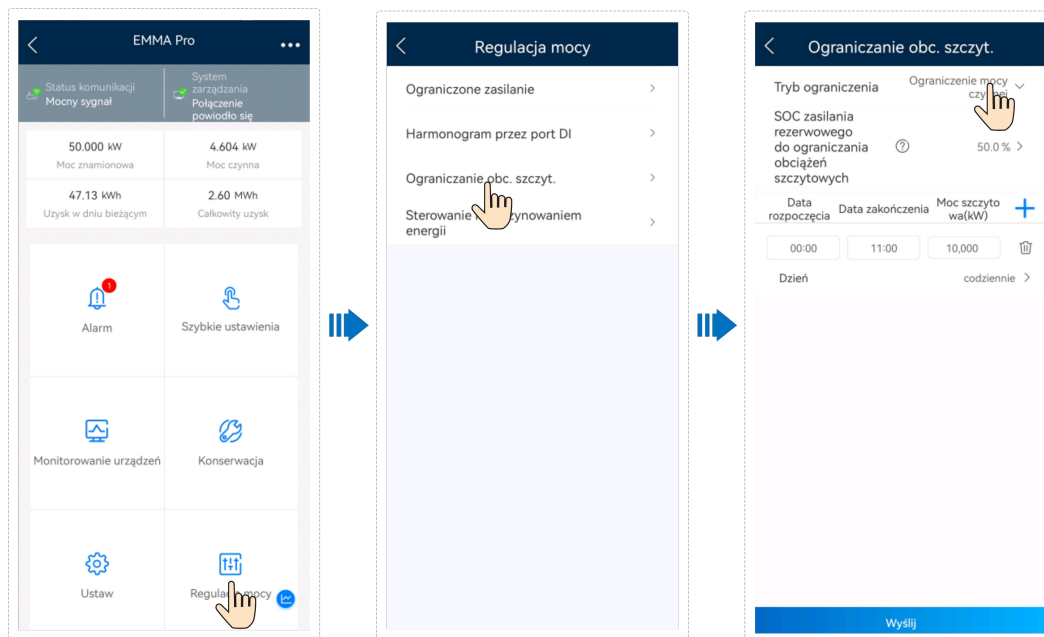 EMMA Pro
Status komunikacji
Mocny sygnał
System
zarządzania
Połączenie
powiodło się
50.000 kW
Moc znamionowa
4.604 kW
Moc czynna
47.13 kWh
Uzysk w dniu bieżącym
2.60 MWh
Całkowity uzysk
1
Alarm
Szybkie ustawienia
Monitorowanie urządzeń
Konserwacja
Ustaw
mocy
Regulacja mocy
Ograniczone zasilanie
Harmonogram przez port DI
Ograniczanie obc. szczyt.
Sterowanie
energii
Ograniczanie obc. szczyt.
Tryb ograniczenia
Ograniczenie mocy
SOC zasilania
rezerwowego
do ograniczania
obciążeń
szczytowych
?
50.0 %
Data
rozpoczęcia
Data zakończenia
Moc szczyto
wa(kW)
00:00
11:00
10,000
Dzień
codziennie
Wyślij